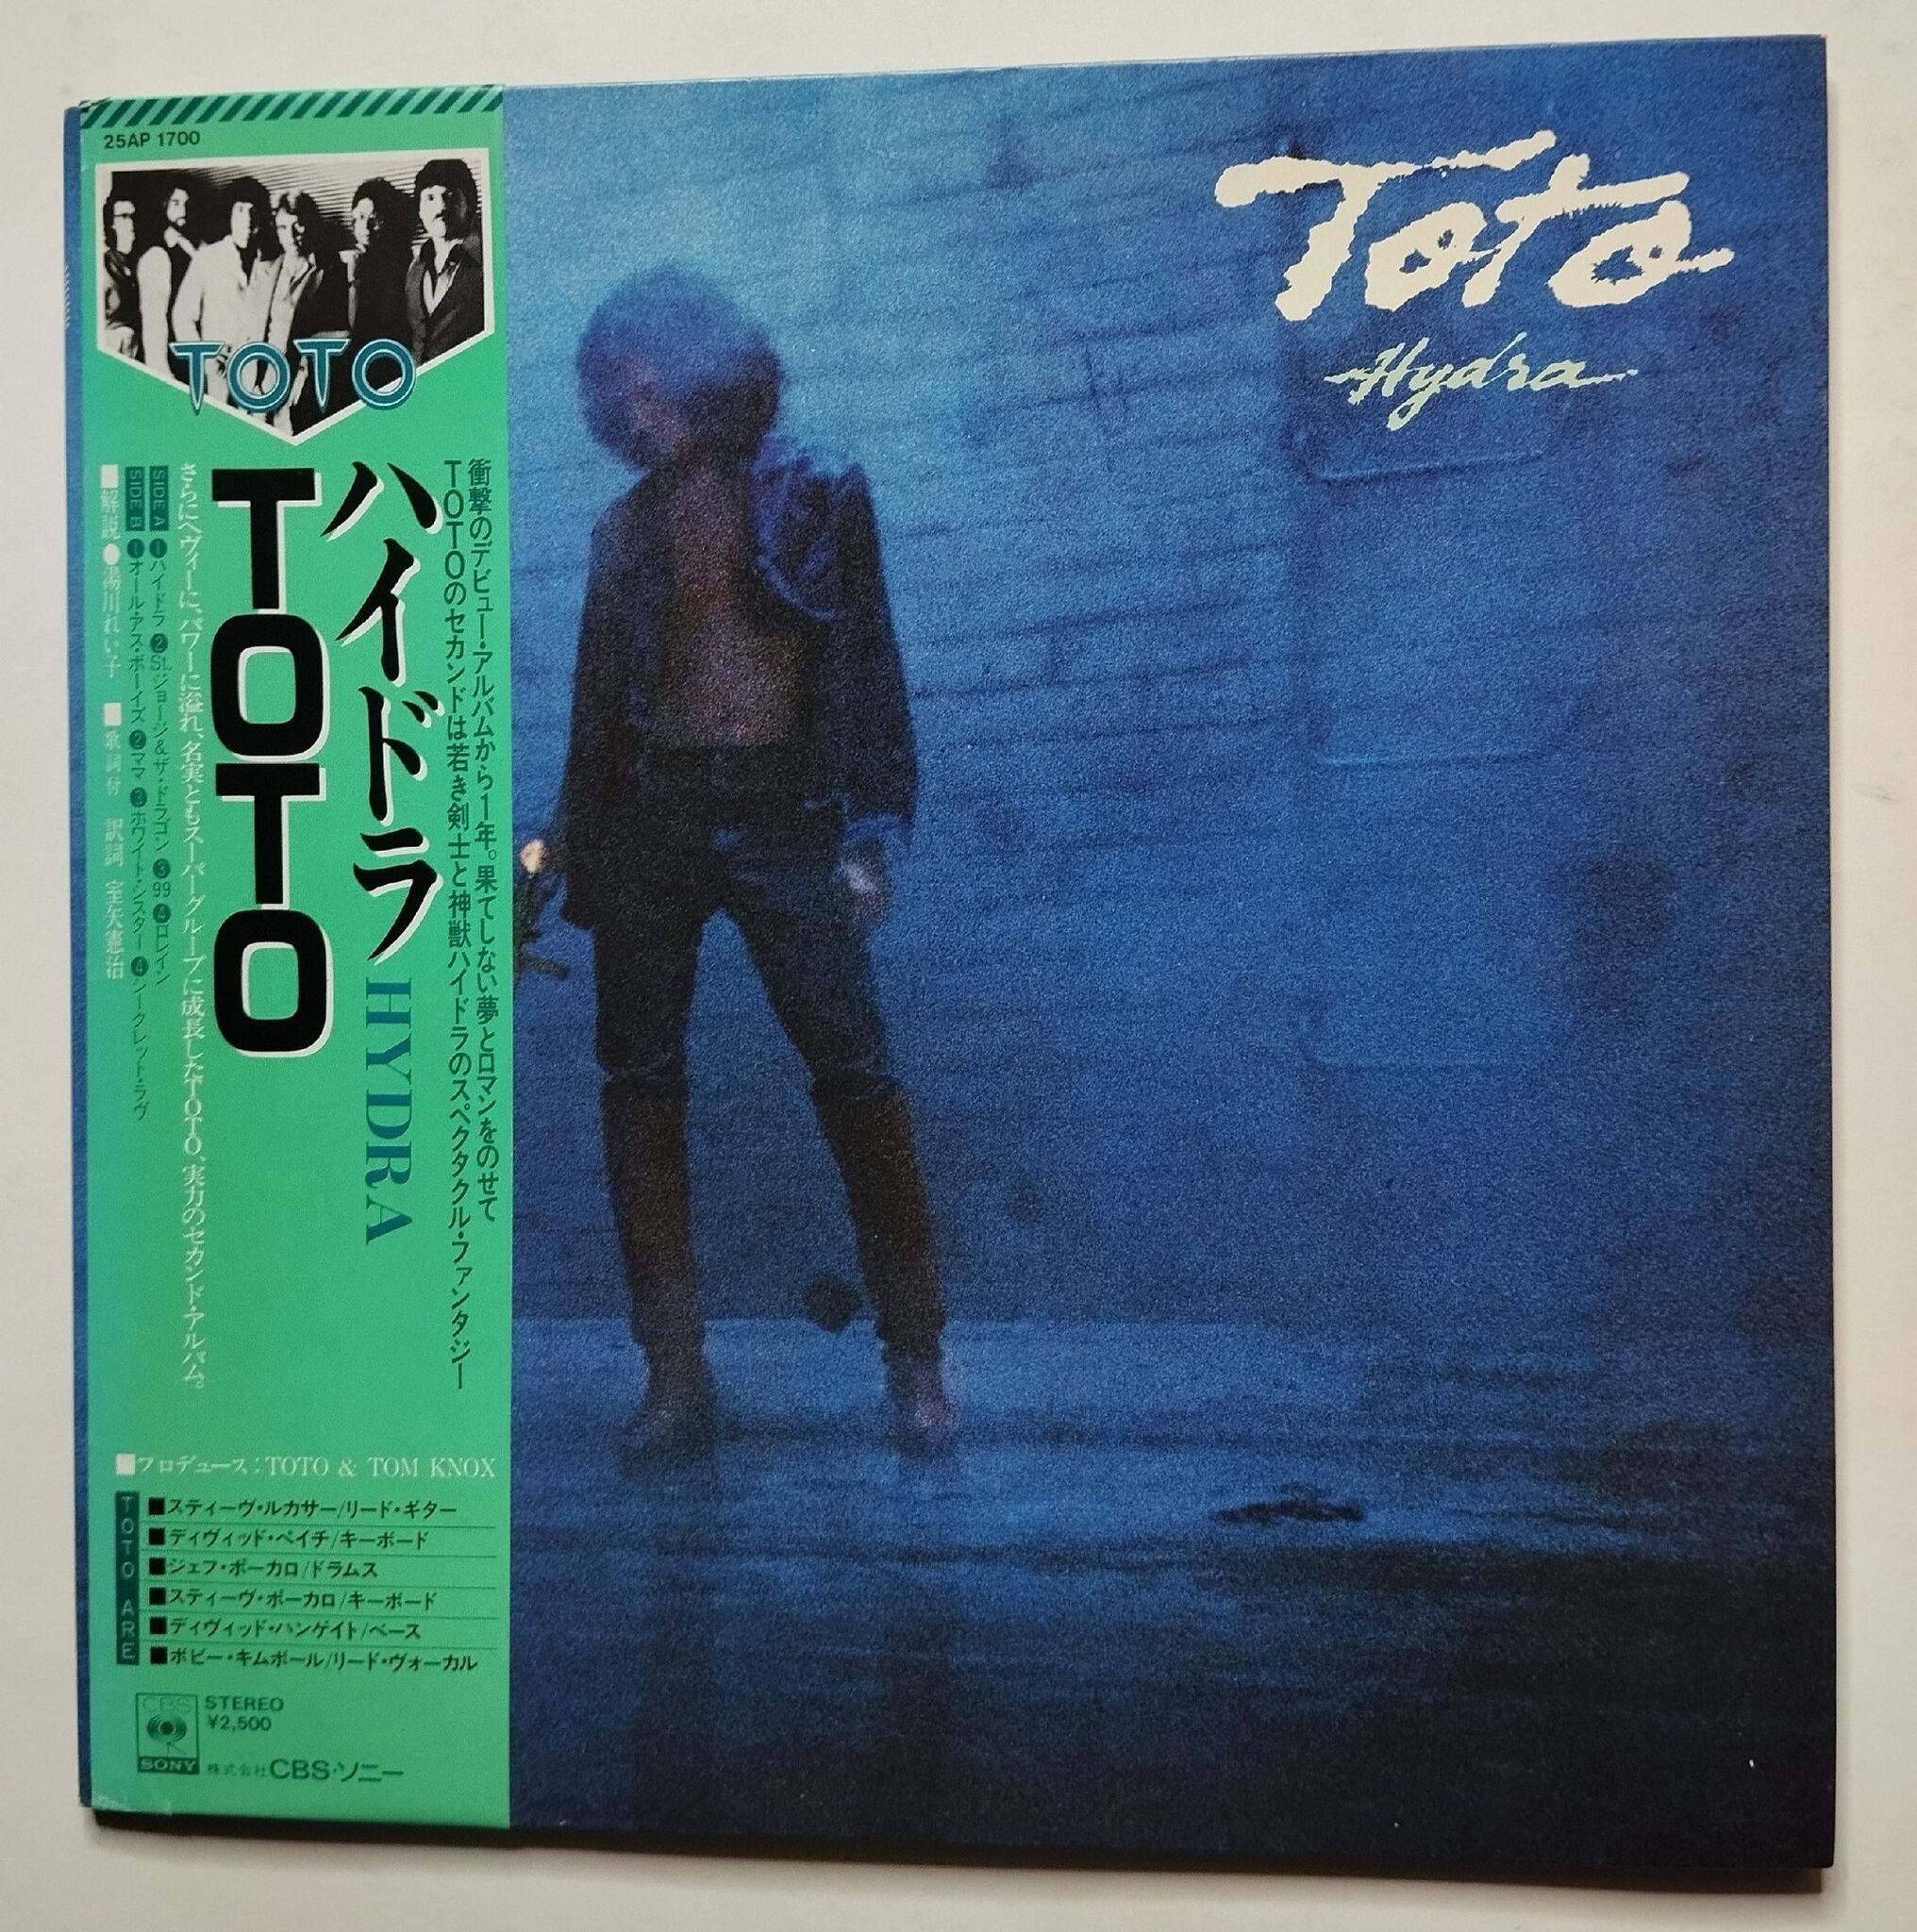 25AP 1700
TOTO
衝撃のデビュー・アルバムから1年。果てしない夢とロマンをのせて
TOTOのセカンドは若き剣士と神獣ハイドラのスペクタクル・ファンタジー
ハイドラ HYDRA
TOTO
さらにヘヴィーに、パワーに溢れ、名実ともスーパーグループに成長したTOTO、実力のセカンド・アルバム。
SIDE A ❶ハイドラ ❷St.ジョージ&ザ・ドラゴン ❸99 ❹ロレイン
SIDE B ❶オール・アス・ボーイズ ❷ママ ❸ホワイト・シスター ❹シークレット・ラヴ
■解説●湯川れい子 ■歌詞付 訳詞 室矢憲治
■プロデュース:TOTO & TOM KNOX
TOTO ARE
■スティーヴ・ルカサー/リード・ギター
■ディヴィッド・ペイチ/キーボード
■ジェフ・ポーカロ/ドラムス
■スティーヴ・ポーカロ/キーボード
■ディヴィッド・ハンゲイト/ベース
■ボビー・キムボール/リード・ヴォーカル
CBS
SONY
STEREO
¥2,500
株式会社CBS・ソニー
Toto
Hydra